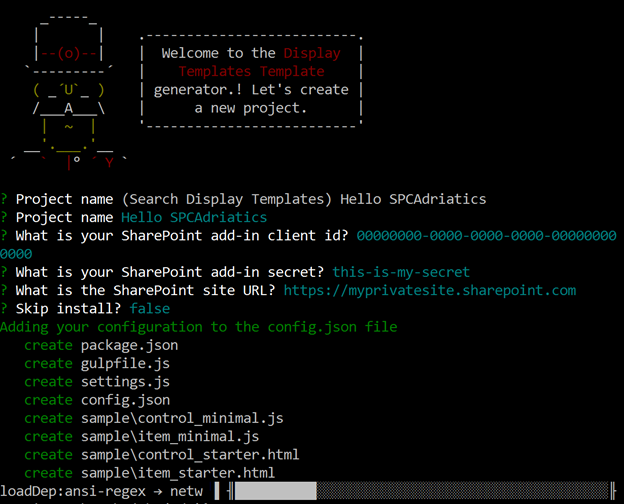 Welcome to the Display
Templates Template
generator.! Let's create
a new project.
? Project name (Search Display Templates) Hello SPCAdriatics
? Project name Hello SPCAdriatics
? What is your SharePoint add-in client id? 00000000-0000-0000-0000-00000000
0000
? What is your SharePoint add-in secret? this-is-my-secret
? What is the SharePoint site URL? https://myprivatesite.sharepoint.com
? Skip install? false
Adding your configuration to the config.json file
create package.json
create gulpfile.js
create settings.js
create config.json
create sample\control_minimal.js
create sample\item_minimal.js
create sample\control_starter.html
create sample\item_starter.html
loadDep:ansi-regex → netw